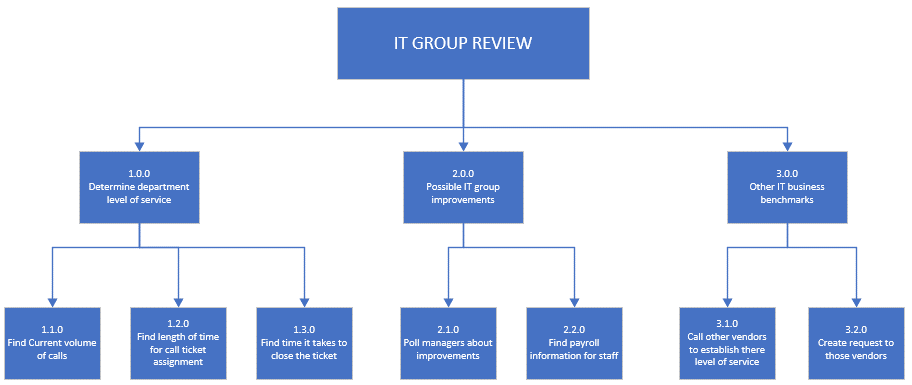 IT GROUP REVIEW
1.0.0
Determine department
level of service
2.0.0
Possible IT group
improvements
3.0.0
Other IT business
benchmarks
1.1.0
Find Current volume
of calls
1.2.0
Find length of time
for call ticket
assignment
1.3.0
Find time it takes to
close the ticket
2.1.0
Poll managers about
improvements
2.2.0
Find payroll
information for staff
3.1.0
Call other vendors
to establish there
level of service
3.2.0
Create request to
those vendors